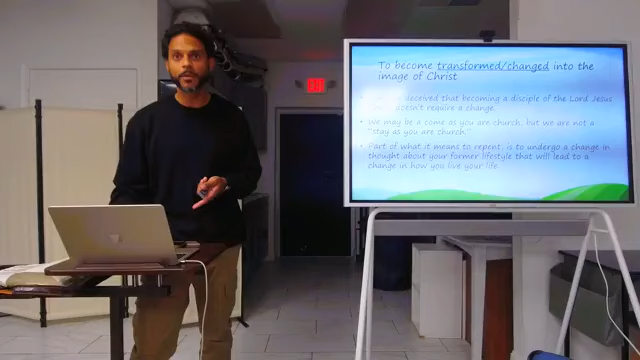 EXIT
To become transformed/changed into the
image of Christ
deceived that becoming a disciple of the Lord Jesus
doesn't require a change.
• We may be a come as you are church, but we are not a
"stay as you are church."
• Part of what it means to repent, is to undergo a change in
thought about your former lifestyle that will lead to a
change in how you live your life